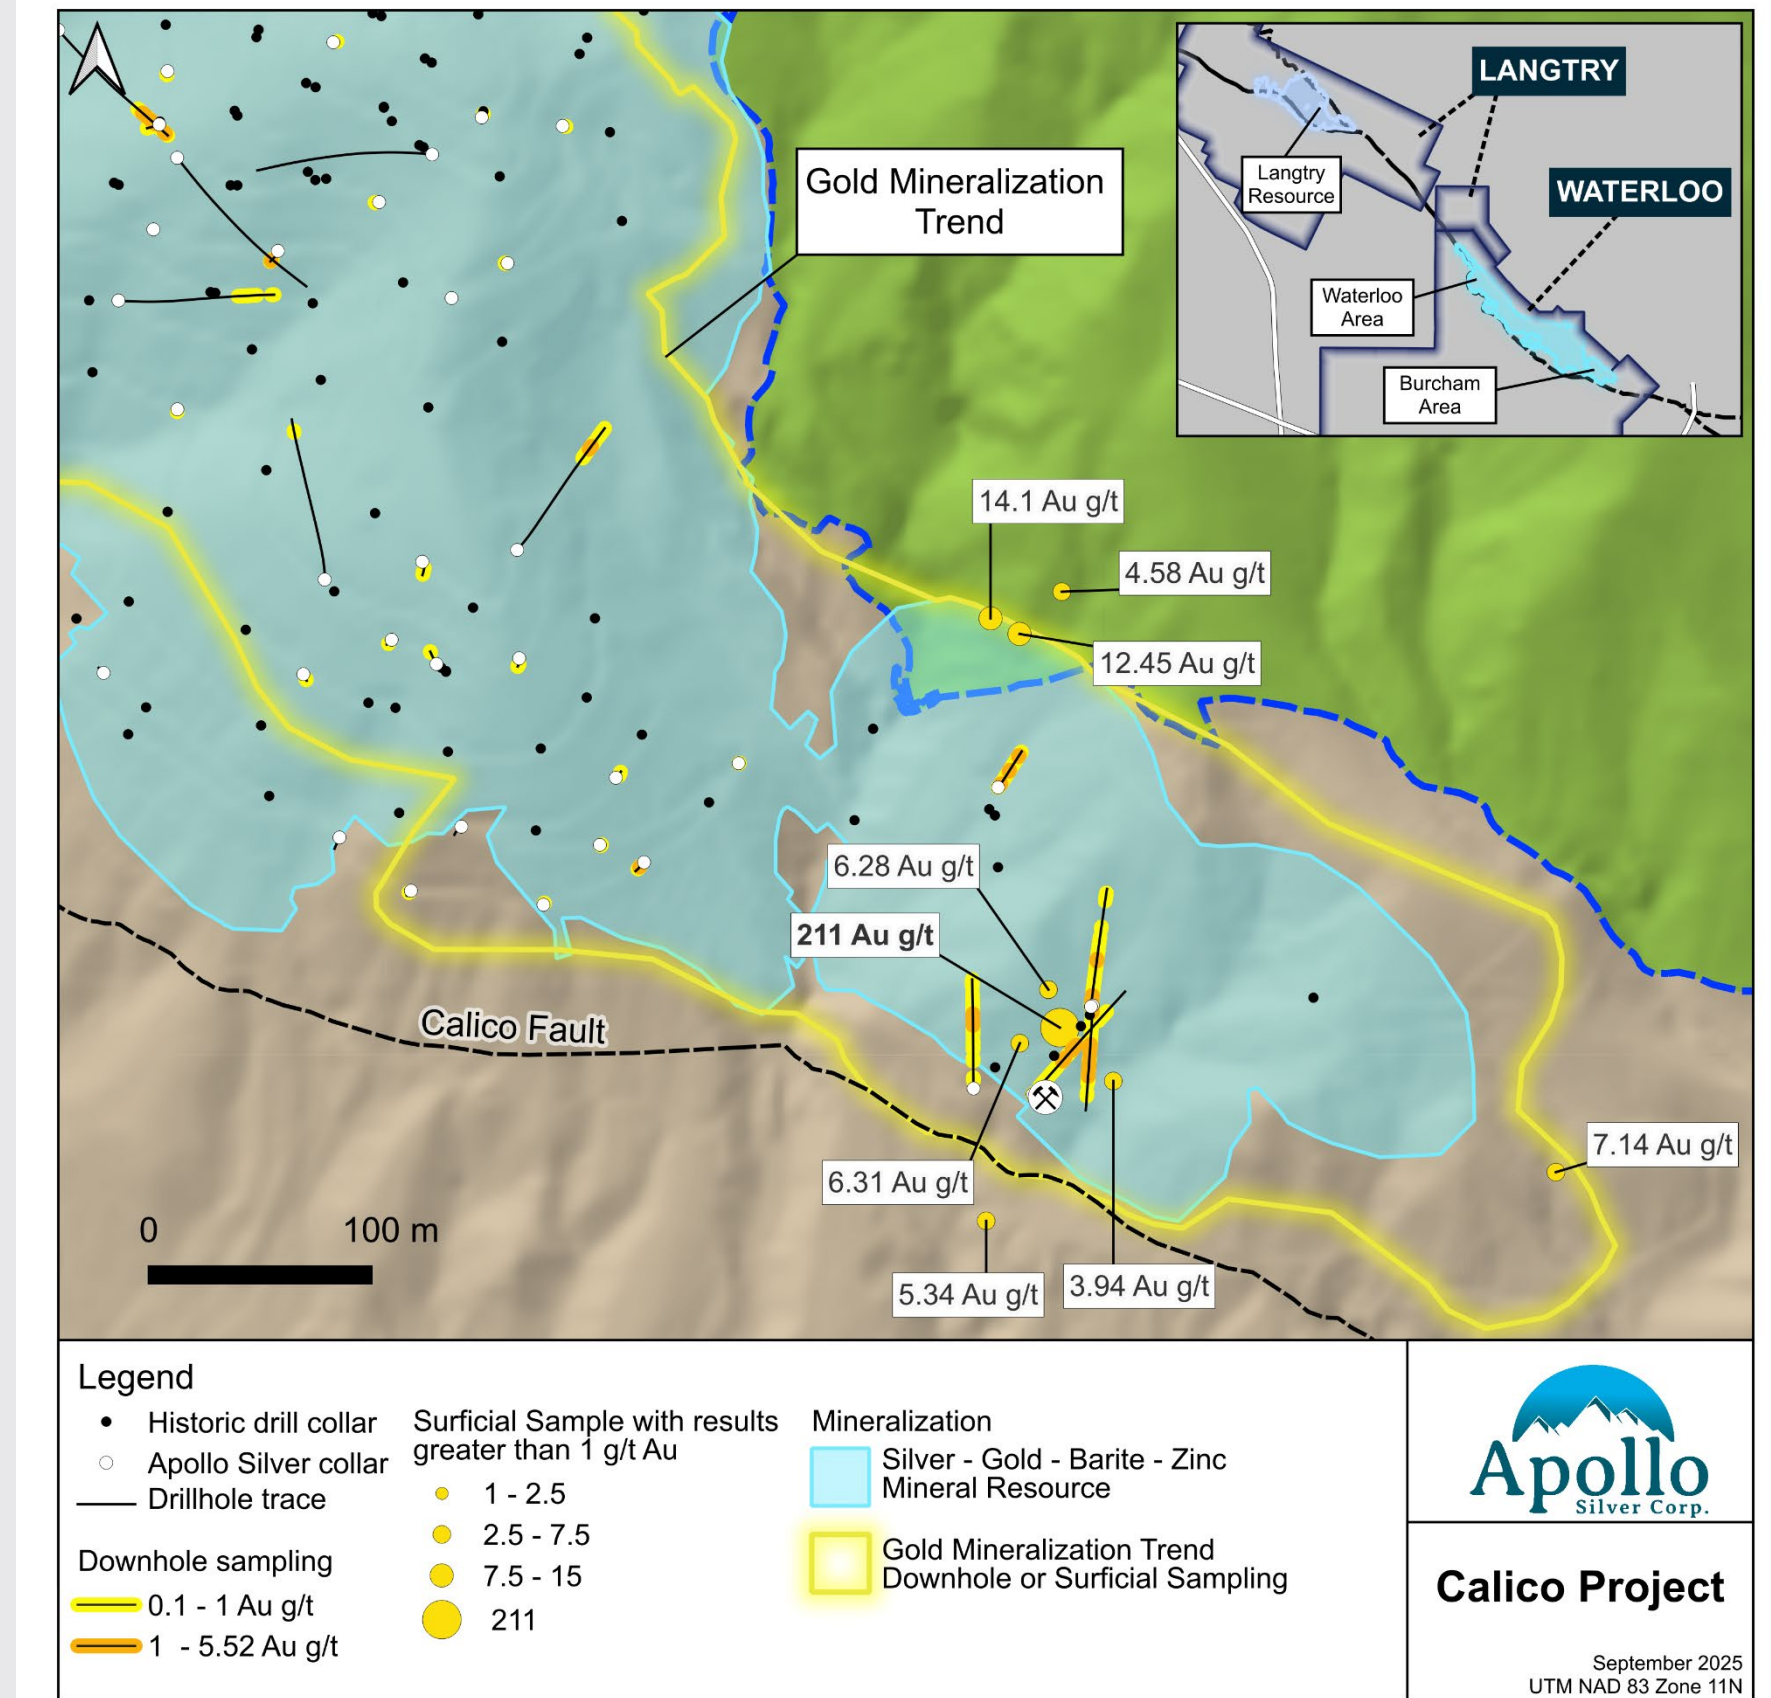 LANGTRY
Langtry
Resource
WATERLOO
Waterloo
Area
Burcham
Area
Gold Mineralization
Trend
14.1 Au g/t
4.58 Au g/t
12.45 Au g/t
6.28 Au g/t
211 Au g/t
Calico Fault
7.14 Au g/t
6.31 Au g/t
5.34 Au g/t
3.94 Au g/t
0 100 m
Legend
Historic drill collar
Apollo Silver collar
Drillhole trace
Downhole sampling
0.1 - 1 Au g/t
1 - 5.52 Au g/t
Surficial Sample with results
greater than 1 g/t Au
1 - 2.5
2.5 - 7.5
7.5 - 15
211
Mineralization
Silver - Gold - Barite - Zinc
Mineral Resource
Gold Mineralization Trend
Downhole or Surficial Sampling
Apollo
Silver Corp.
Calico Project
September 2025
UTM NAD 83 Zone 11N